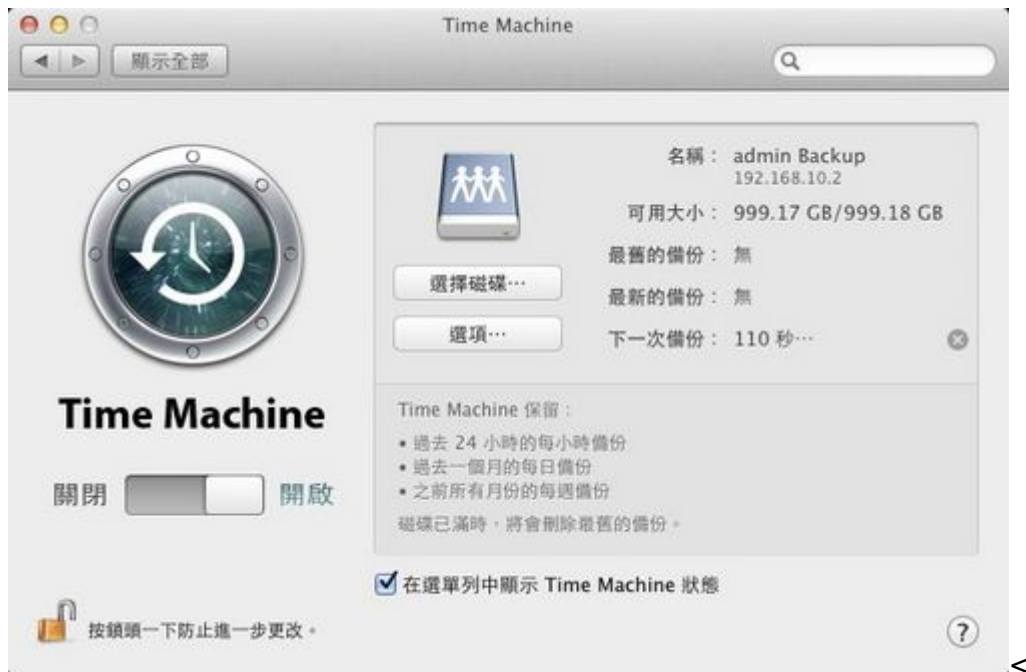 Time Machine
顯示全部
名稱： admin Backup
192.168.10.2
可用大小： 999.17 GB/999.18 GB
選擇磁碟…
最舊的備份： 無
最新的備份： 無
選項…
下一次備份： 110 秒…
Time Machine
關閉
開啟
Time Machine 保留：
• 過去 24 小時的每小時備份
• 過去一個月的每日備份
• 之前所有月份的每週備份
磁碟已滿時，將會刪除最舊的備份。
在選單列中顯示 Time Machine 狀態
按鎖頭一下防止進一步更改。
?
<